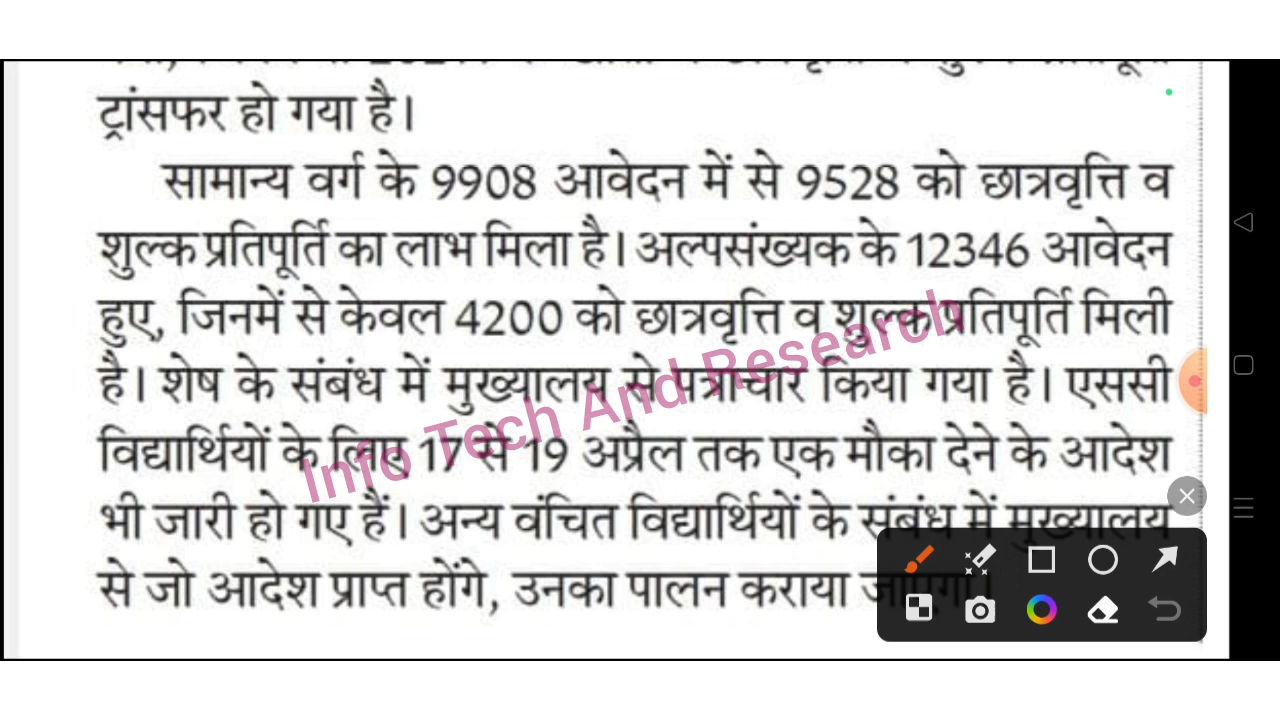 ट्रांसफर हो गया है।
सामान्य वर्ग के 9908 आवेदन में से 9528 को छात्रवृत्ति व
शुल्क प्रतिपूर्ति का लाभ मिला है। अल्पसंख्यक के 12346 आवेदन
हुए, जिनमें से केवल 4200 को छात्रवृत्ति व शुल्क प्रतिपूर्ति मिली
है। शेष के संबंध में मुख्यालय से पत्राचार किया गया है। एससी
विद्यार्थियों के लिए 17 से 19 अप्रैल तक एक मौका देने के आदेश
भी जारी हो गए हैं। अन्य वंचित विद्यार्थियों के संबंध में मुख्यालय
से जो आदेश प्राप्त होंगे, उनका पालन कराया जाएगा।
Info Tech And Research